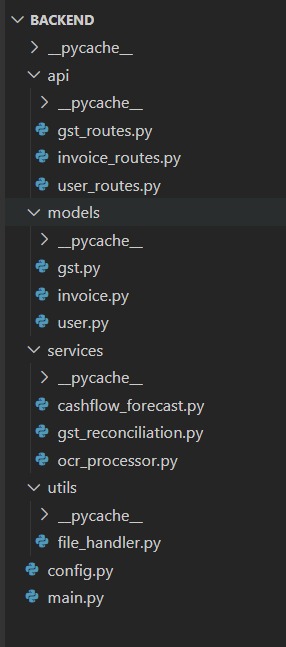 BACKEND
__pycache__
api
__pycache__
gst_routes.py
invoice_routes.py
user_routes.py
models
__pycache__
gst.py
invoice.py
user.py
services
__pycache__
cashflow_forecast.py
gst_reconciliation.py
ocr_processor.py
utils
__pycache__
file_handler.py
config.py
main.py